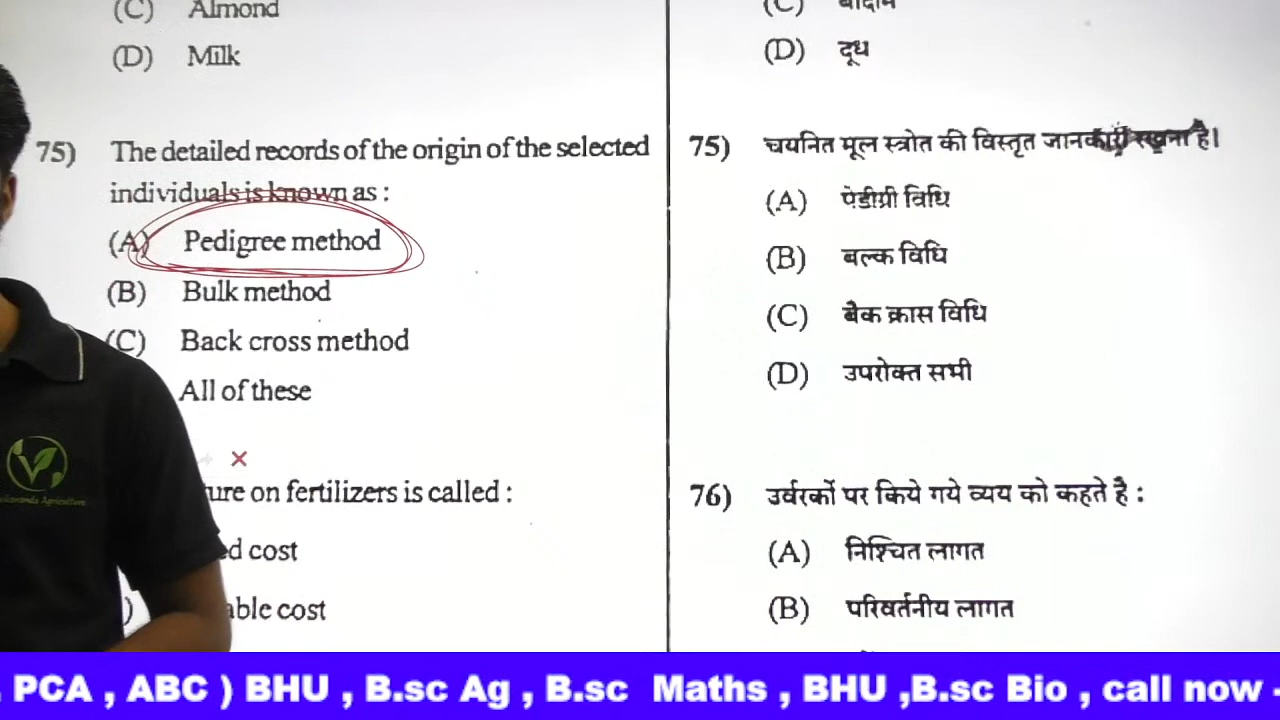 (C) Almond
(D) Milk
75) The detailed records of the origin of the selected
individuals is known as :
(A) Pedigree method
(B) Bulk method
(C) Back cross method
All of these
ure on fertilizers is called :
d cost
able cost
(C) बादाम
(D) दूध
75) चयनित मूल स्त्रोत की विस्तृत जानकारी रखना है।
(A) पेडीग्री विधि
(B) बल्क विधि
(C) बैक क्रास विधि
(D) उपरोक्त सभी
76) उर्वरकों पर किये गये व्यय को कहते है :
(A) निश्चित लागत
(B) परिवर्तनीय लागत
PCA , ABC ) BHU , B.sc Ag , B.sc Maths , BHU ,B.sc Bio , call now -